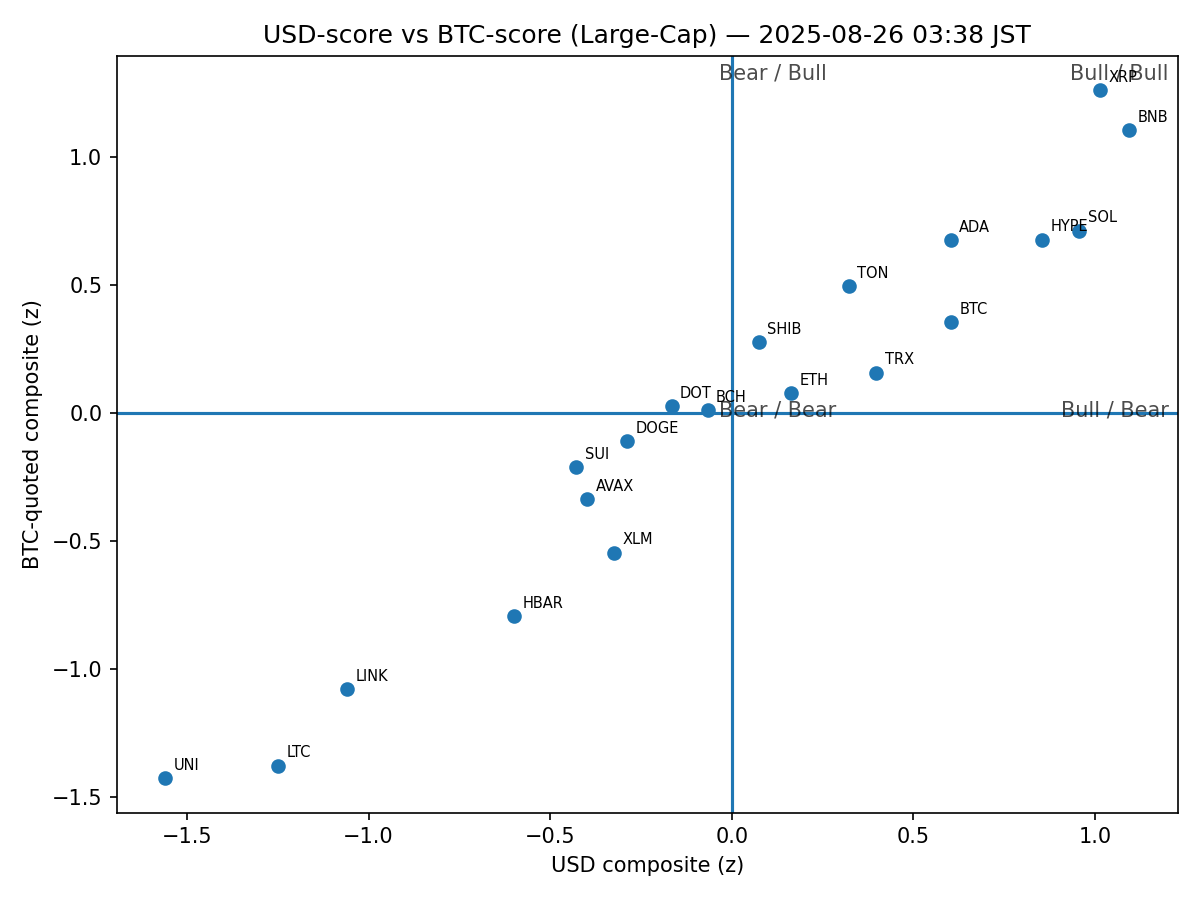 USD-score vs BTC-score (Large-Cap) — 2025-08-26 03:38 JST
Bear / Bull
Bull / Bull
XRP
BNB
1.0
SOL
ADA
HYPE
TON
0.5
BTC
SHIB
TRX
ETH
DOT
BCH
0.0
Bear / Bear
Bull / Bear
DOGE
SUI
AVAX
−0.5
XLM
HBAR
−1.0
LINK
LTC
UNI
−1.5
−1.5
−1.0
−0.5
0.0
0.5
1.0
USD composite (z)
BTC-quoted composite (z)